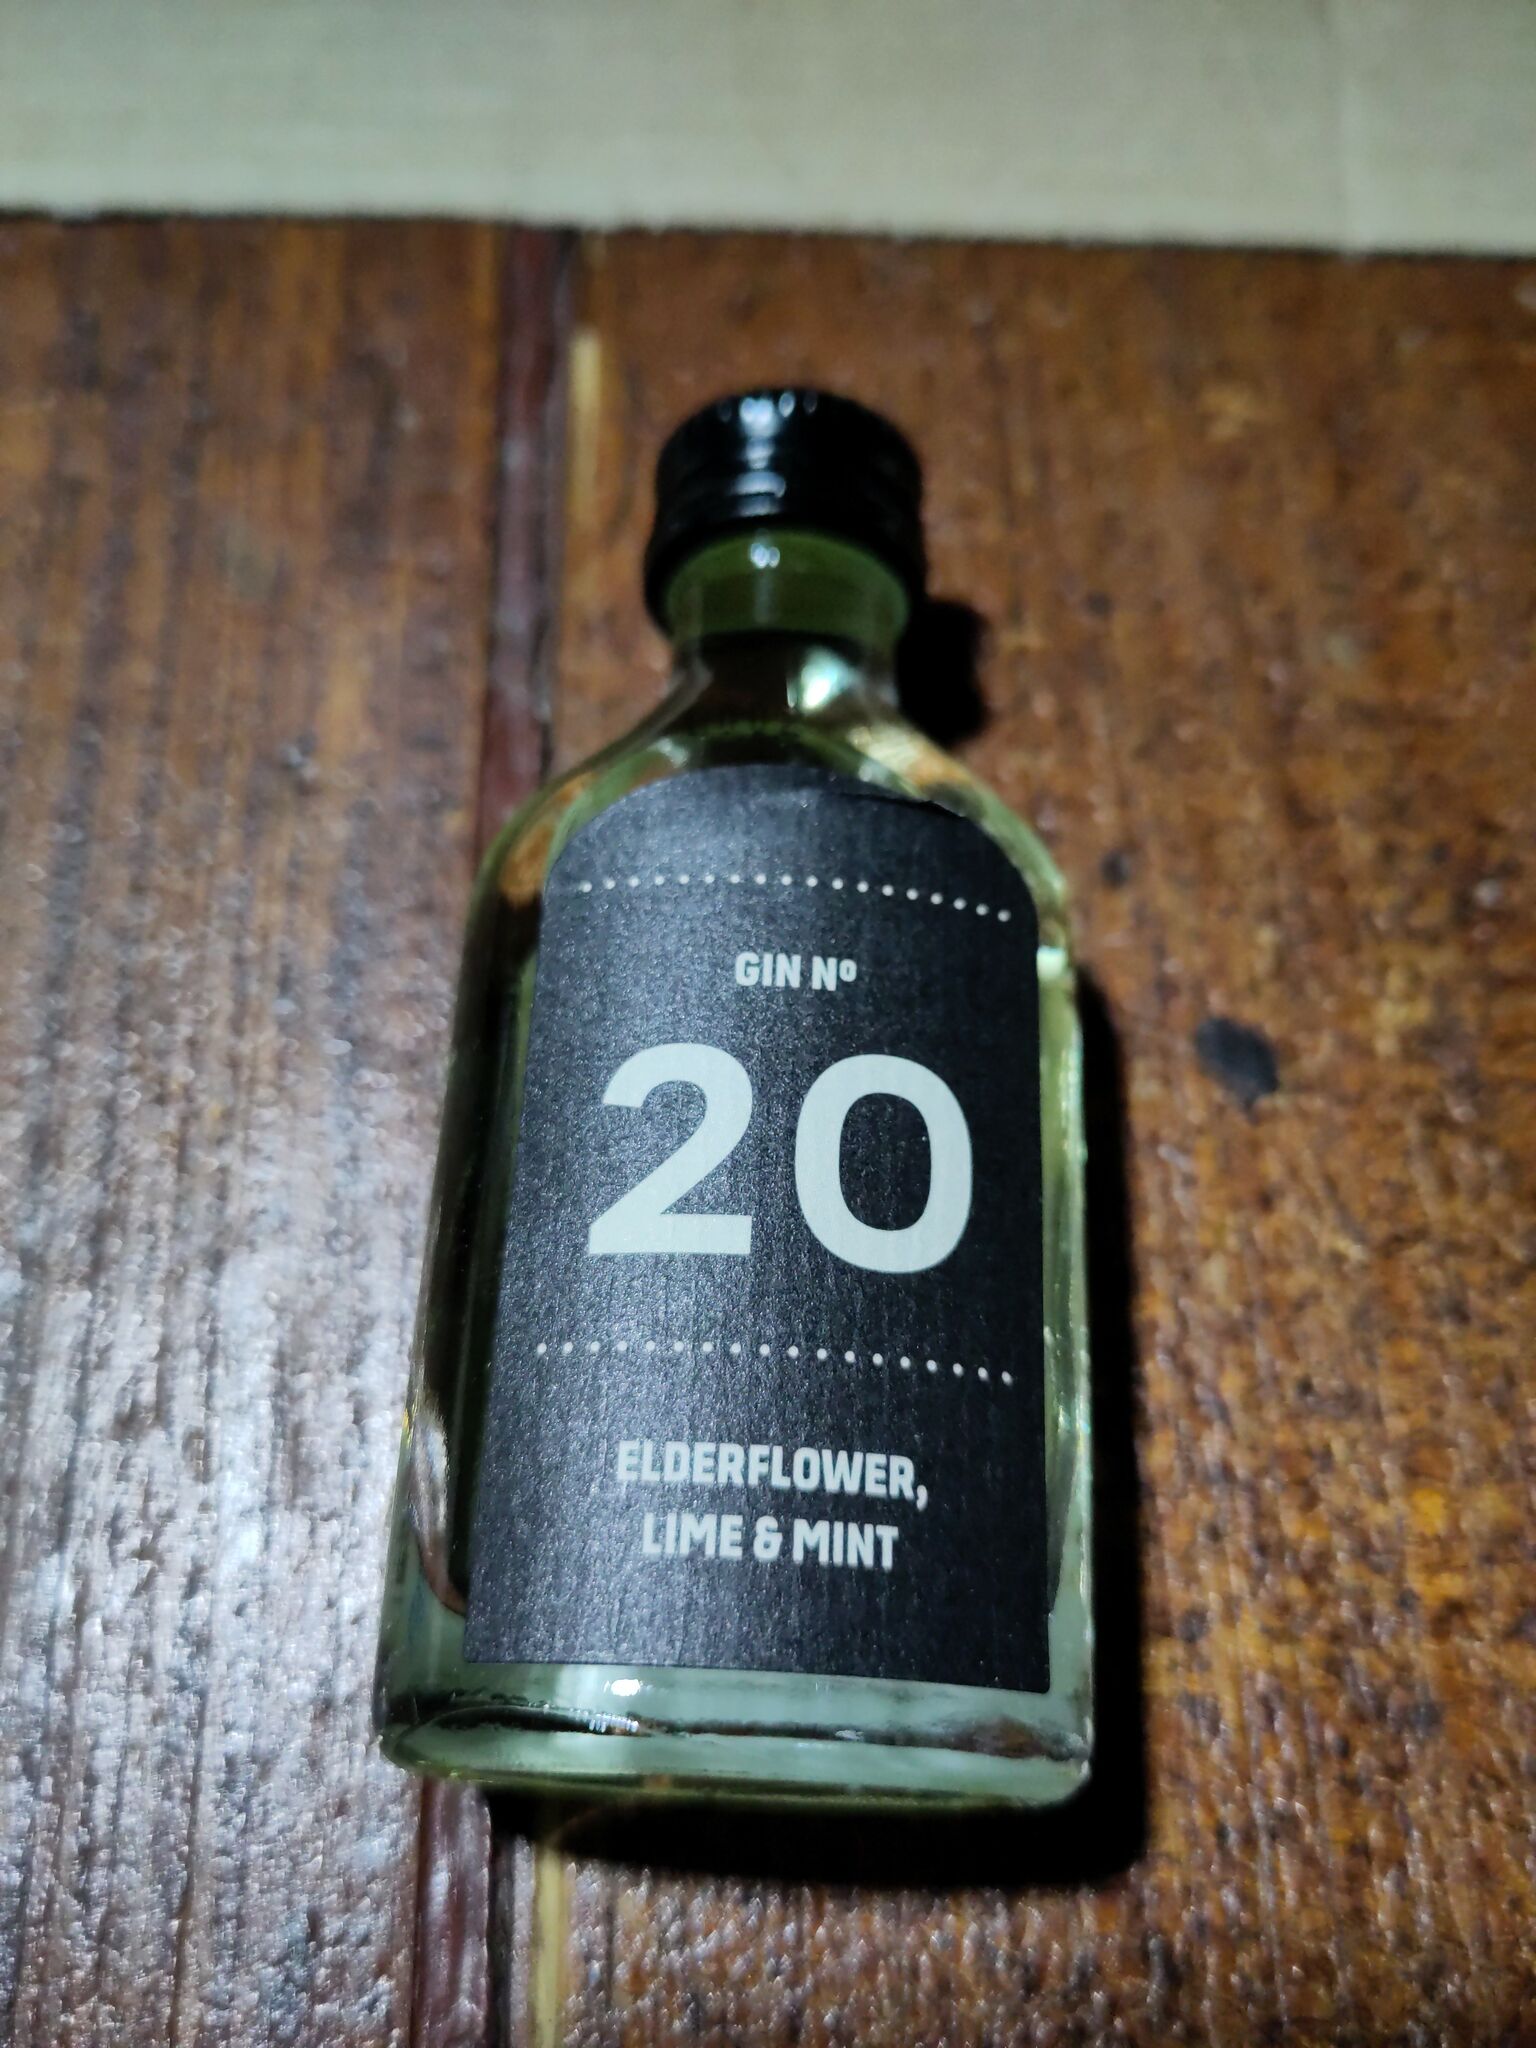 GIN Nº
20
ELDERFLOWER,
LIME & MINT